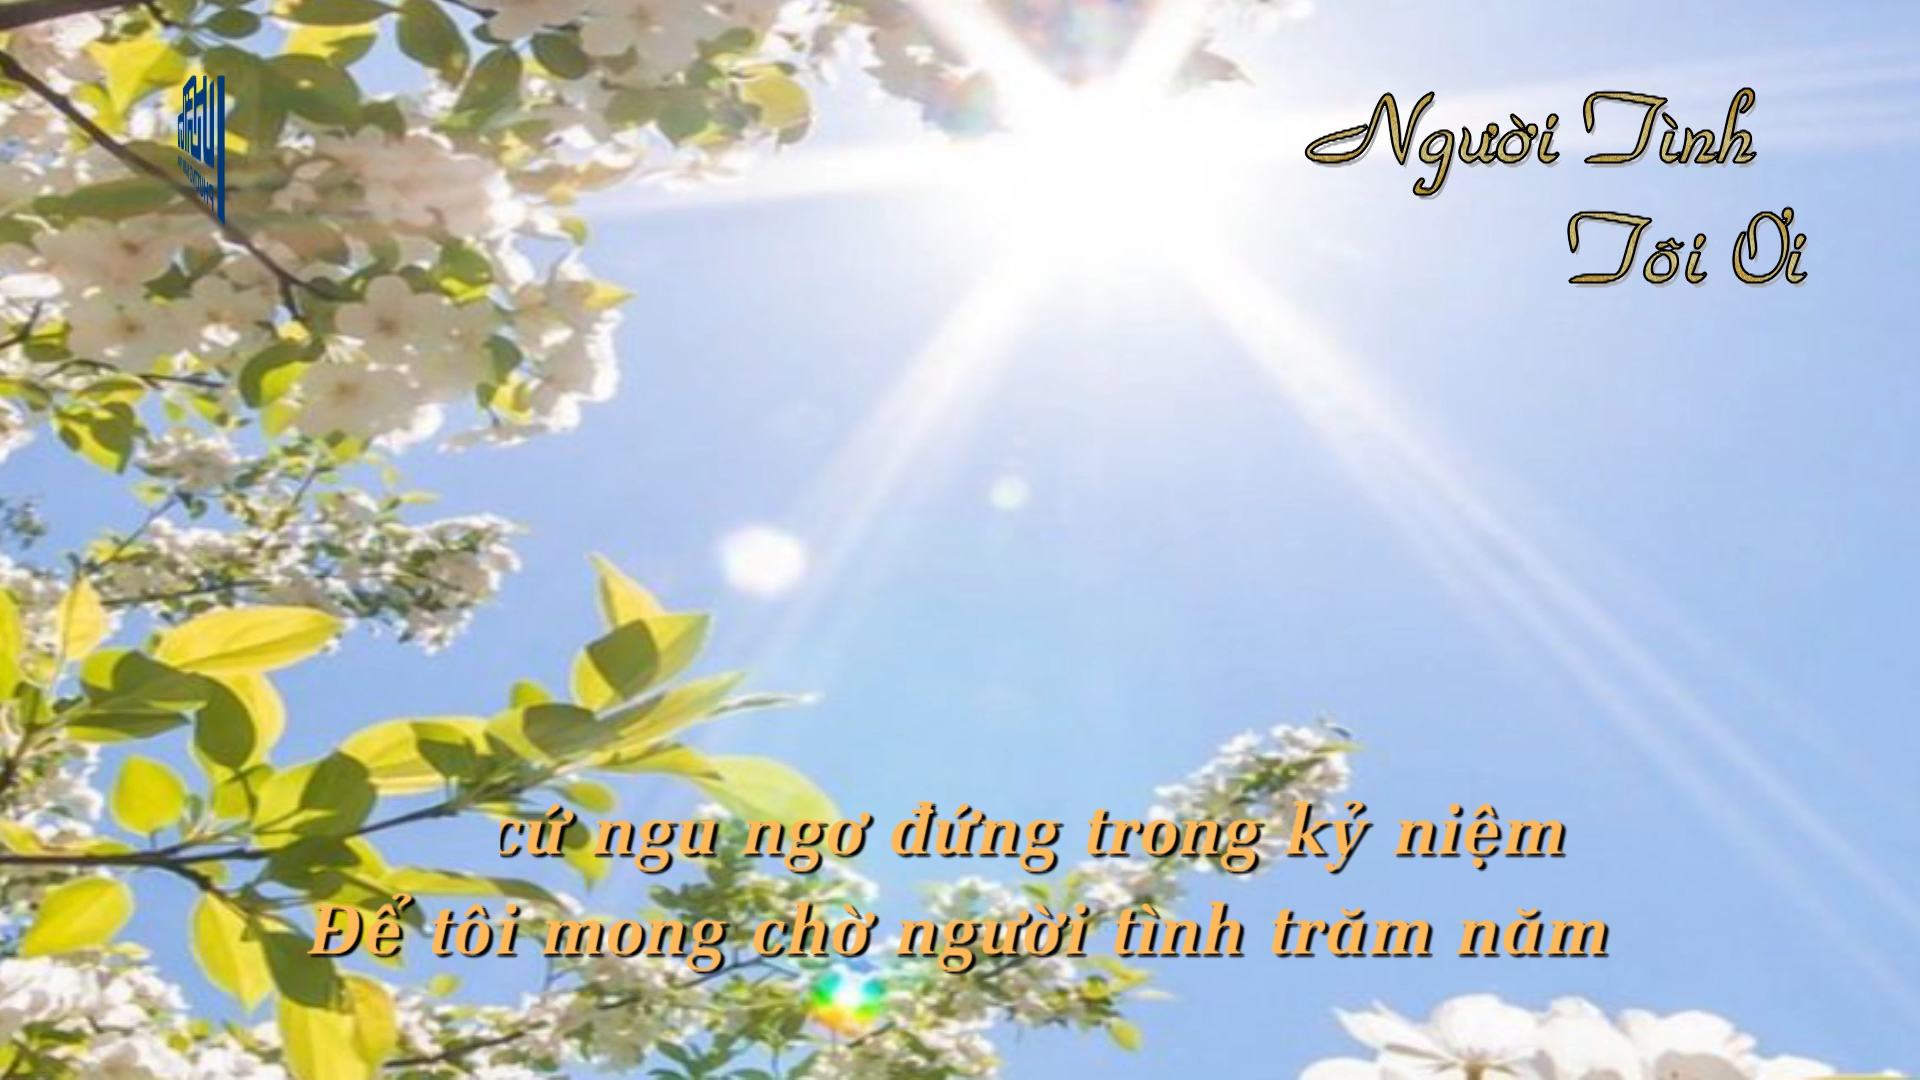 Người Tình
Tôi Ơi
cứ ngu ngơ đứng trong kỷ niệm
Để tôi mong chờ người tình trăm năm